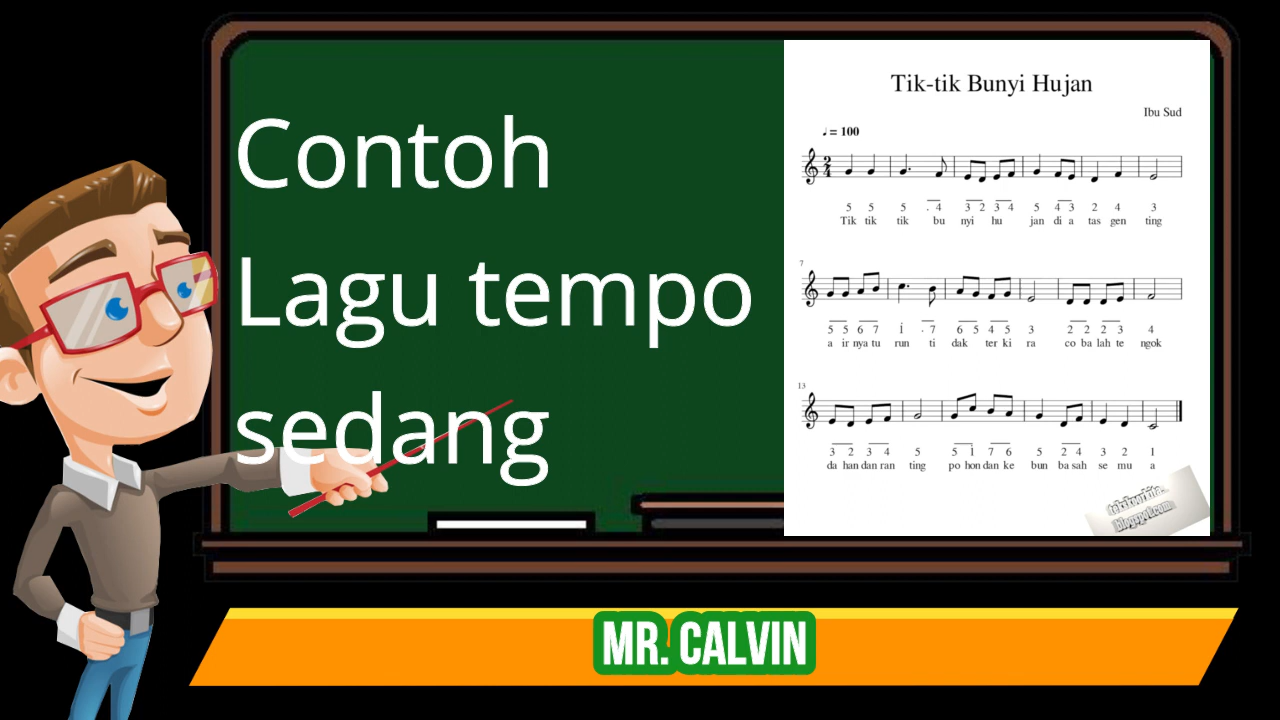 Contoh
Lagu tempo
sedang
Tik-tik Bunyi Hujan
Ibu Sud
♩= 100
2
4
5 5 5 . 4 3 2 3 4 5 4 3 2 4 3
Tik tik tik bu nyi hu jan di a tas gen ting
7
5 5 6 7 1̇ . 7 6 5 4 5 3 2 2 2 3 4
a ir nya tu run ti dak ter ki ra co ba lah te ngok
13
3 2 3 4 5 5 1̇ 7 6 5 2 4 3 2 1
da han dan ran ting po hon dan ke bun ba sah se mu a
MR. CALVIN